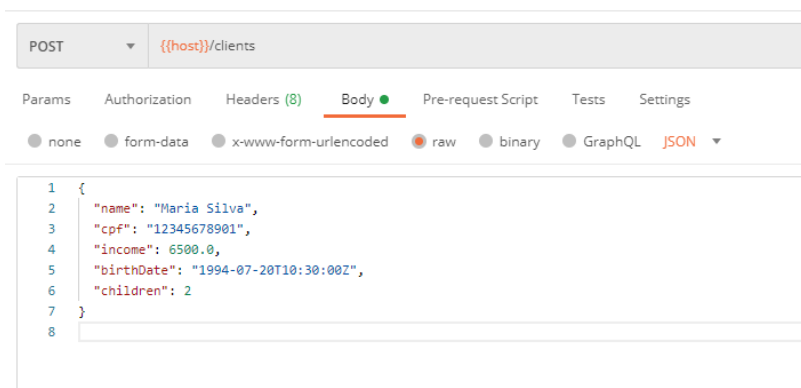 POST {{host}}/clients
Params Authorization Headers (8) Body Pre-request Script Tests Settings
none form-data x-www-form-urlencoded raw binary GraphQL JSON
1 {
2 "name": "Maria Silva",
3 "cpf": "12345678901",
4 "income": 6500.0,
5 "birthDate": "1994-07-20T10:30:00Z",
6 "children": 2
7 }
8